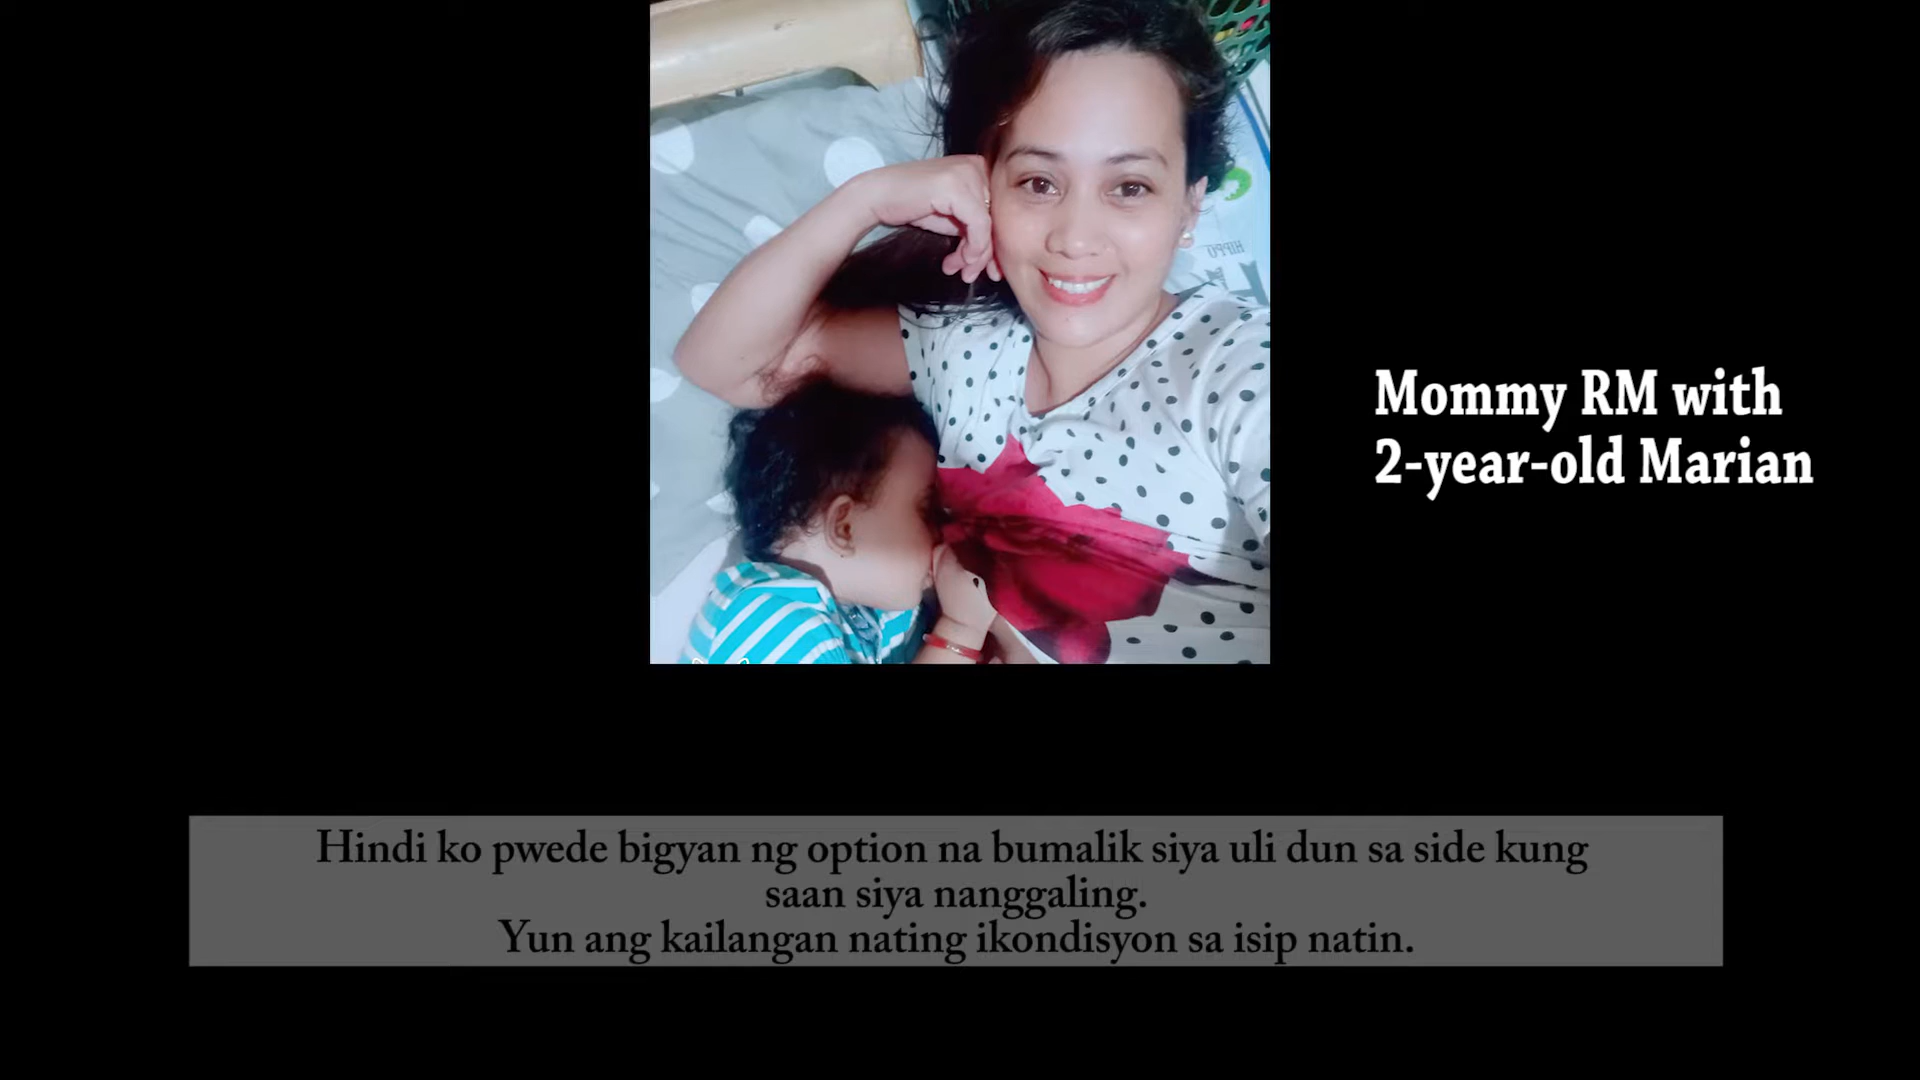 HIPPO
Mommy RM with
2-year-old Marian
Hindi ko pwede bigyan ng option na bumalik siya uli dun sa side kung
saan siya nanggaling.
Yun ang kailangan nating ikondisyon sa isip natin.